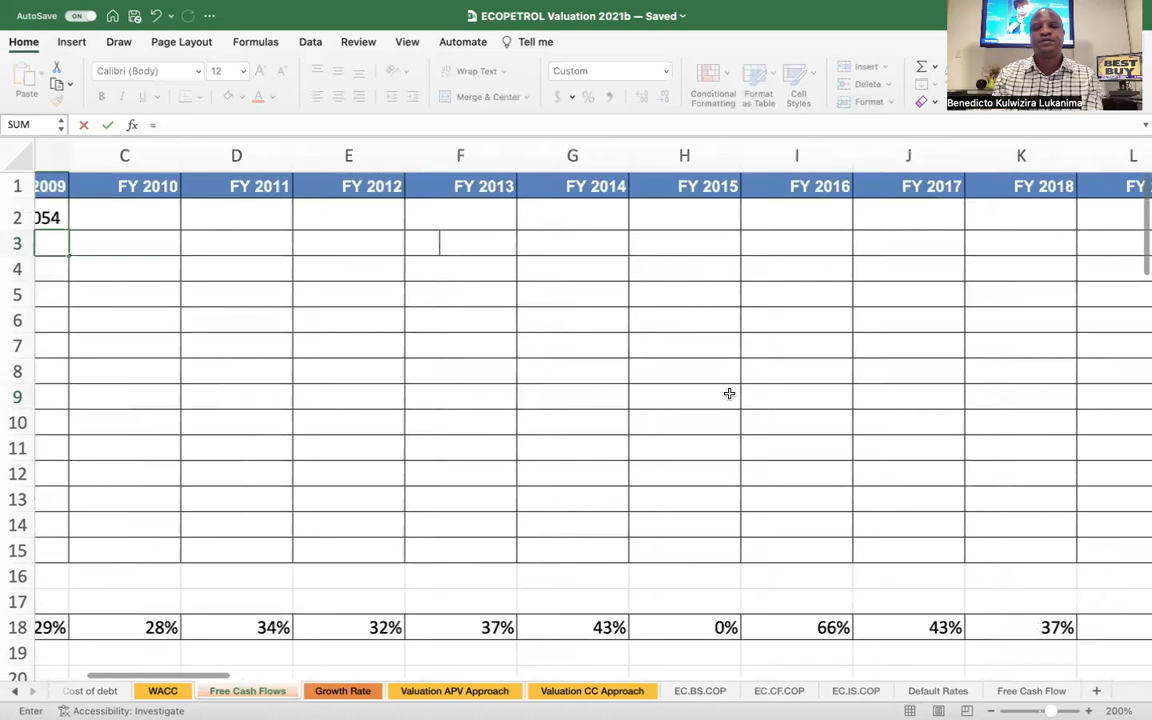 AutoSave ON ECOPETROL Valuation 2021b — Saved
Home Insert Draw Page Layout Formulas Data Review View Automate Tell me
Paste Calibri (Body) 12 Wrap Text Custom Conditional Formatting Format as Table Cell Styles Insert
B I U A Merge & Center $ % Delete
Format
BEST BUY
Benedicto Kulwizira Lukanima
SUM fx =
C D E F G H I J K L
1 2009 FY 2010 FY 2011 FY 2012 FY 2013 FY 2014 FY 2015 FY 2016 FY 2017 FY 2018 FY
2 054
3
4
5
6
7
8
9
10
11
12
13
14
15
16
17
18 29% 28% 34% 32% 37% 43% 0% 66% 43% 37%
19
20
Cost of debt WACC Free Cash Flows Growth Rate Valuation APV Approach Valuation CC Approach EC.BS.COP EC.CF.COP EC.IS.COP Default Rates Free Cash Flow +
Enter Accessibility: Investigate 200%